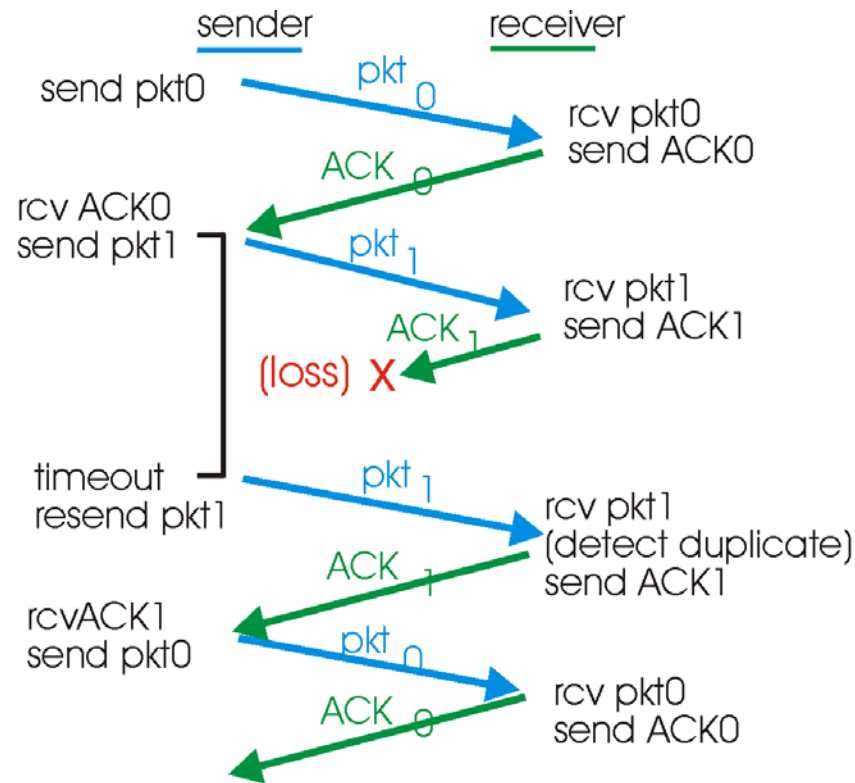 sender
receiver
send pkt0
pkt 0
rcv pkt0
send ACK0
ACK 0
rcv ACK0
send pkt1
pkt 1
rcv pkt1
send ACK1
ACK 1
(loss) X
timeout
resend pkt1
pkt 1
rcv pkt1
(detect duplicate)
send ACK1
ACK 1
rcvACK1
send pkt0
pkt 0
rcv pkt0
send ACK0
ACK 0